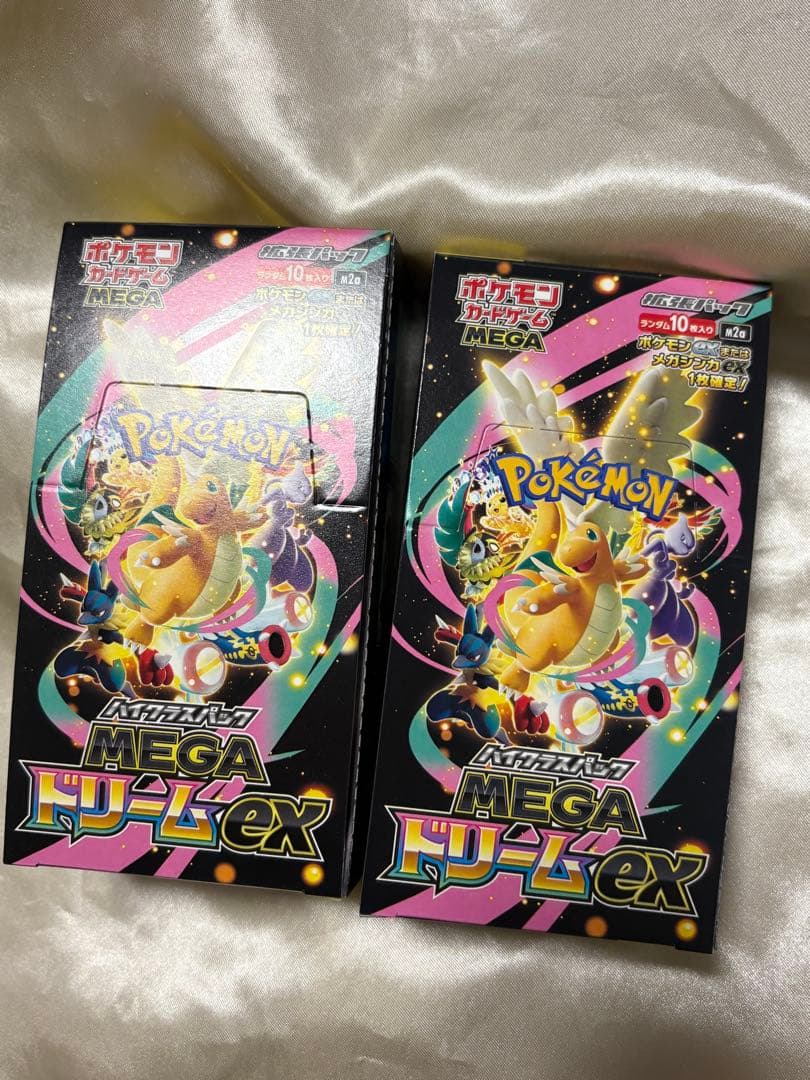 ポケモン
カードゲーム
MEGA
拡張パック
ランダム10枚入り
M2a
ポケモンexまたは
メガシンカex
1枚確定!
POKéMON
ハイクラスパック
MEGA
ドリームex
ポケモン
カードゲーム
MEGA
拡張パック
ランダム10枚入り
M2a
ポケモンexまたは
メガシンカex
1枚確定!
POKéMON
ハイクラスパック
MEGA
ドリームex